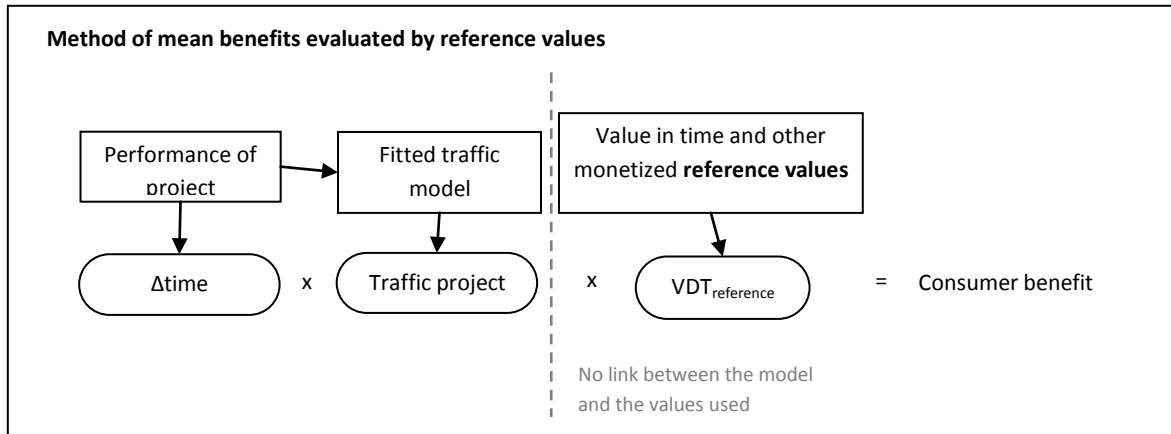 Method of mean benefits evaluated by reference values
Performance of
project
Fitted traffic
model
Value in time and other
monetized reference values
Δtime
x
Traffic project
x
VDTreference
=
Consumer benefit
No link between the model
and the values used